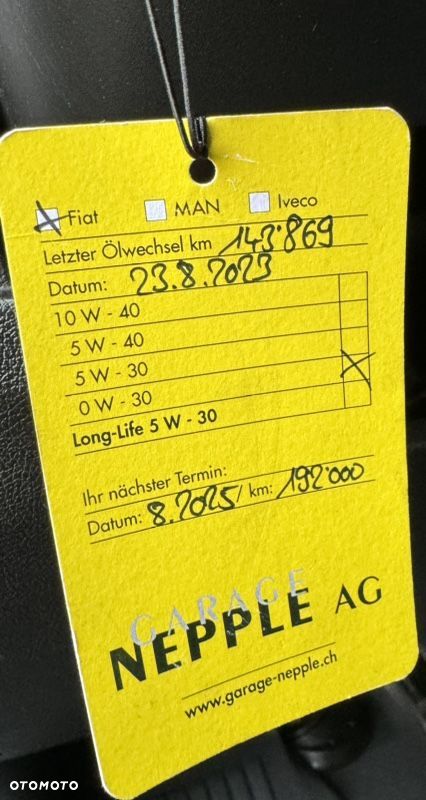 Fiat MAN Iveco
Letzter Ölwechsel km 143'869
Datum: 23.8.2023
10 W - 40
5 W - 40
5 W - 30
0 W - 30
Long-Life 5 W - 30
Ihr nächster Termin:
Datum: 8.2025 / km: 192'000
GARAGE
NEPPLE AG
www.garage-nepple.ch
OTOMOTO